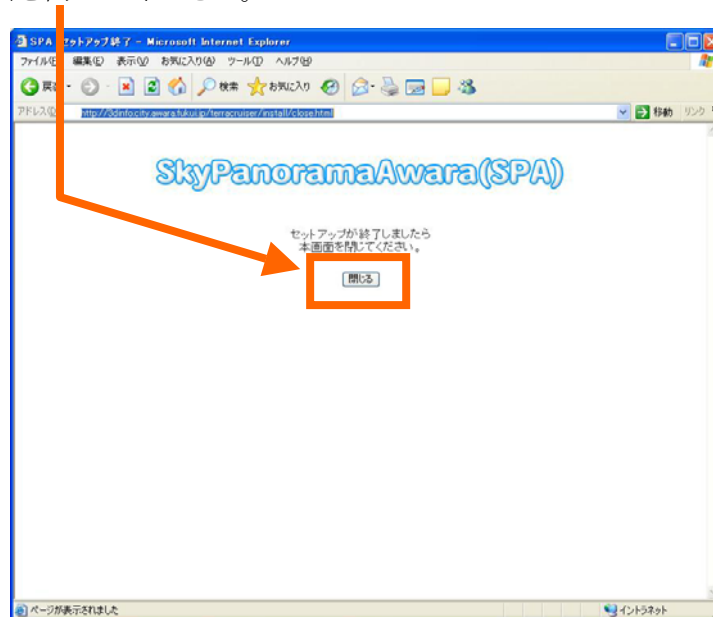 SPA セットアップ終了 - Microsoft Internet Explorer
ファイル(F) 編集(E) 表示(V) お気に入り(A) ツール(T) ヘルプ(H)
検索 お気に入り
アドレス(D) http://3dinfo.city.awara.fukui.jp/terracruiser/install/close.html 移動 リンク
SkyPanoramaAwara(SPA)
セットアップが終了しましたら
本画面を閉じてください。
閉じる
ページが表示されました イントラネット